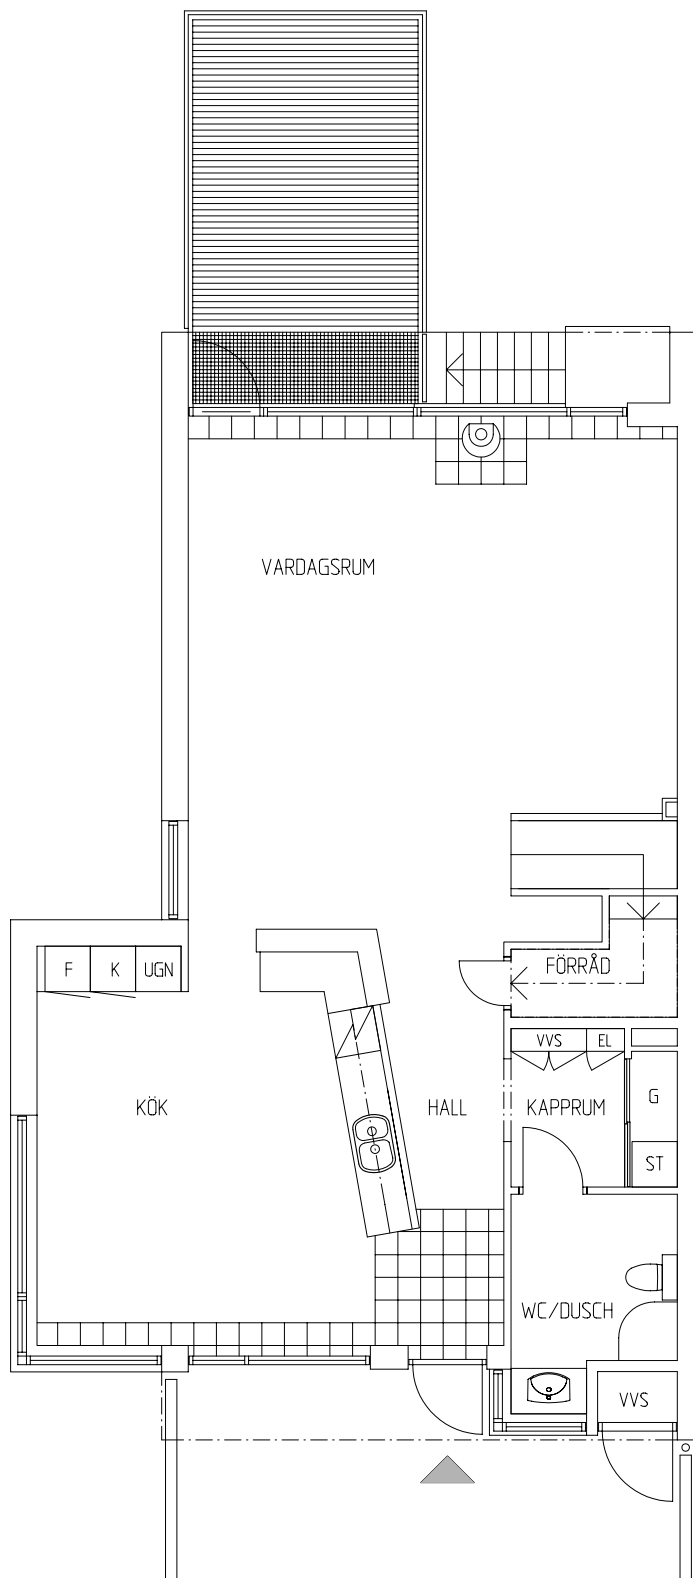 VARDAGSRUM
F K UGN
FÖRRÅD
VVS EL
KÖK
HALL
KAPPRUM
G
ST
WC/DUSCH
VVS